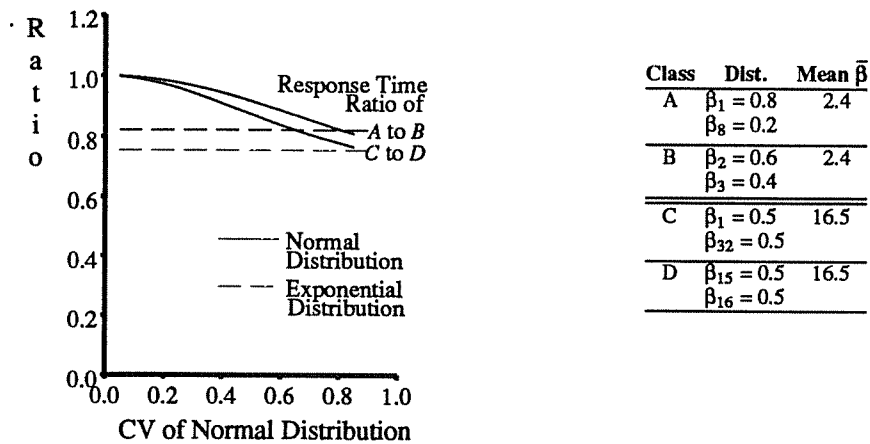 R
a
t
i
o
1.2
1.0
0.8
0.6
0.4
0.2
0.0
Response Time
Ratio of
A to B
C to D
Normal
Distribution
Exponential
Distribution
0.0 0.2 0.4 0.6 0.8 1.0
CV of Normal Distribution
Class Dist. Mean β̄
A β₁ = 0.8 2.4
β₈ = 0.2
B β₂ = 0.6 2.4
β₃ = 0.4
C β₁ = 0.5 16.5
β₃₂ = 0.5
D β₁₅ = 0.5 16.5
β₁₆ = 0.5